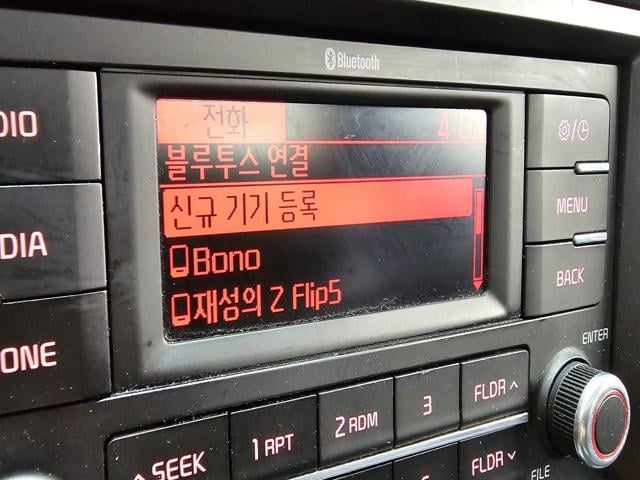 Bluetooth
DIO
전화
블루투스 연결
신규 기기 등록
MENU
DIA
Bono
BACK
재성의 Z Flip5
ONE
ENTER
FLDR ∧
3
2 RDM
1 RPT
∧ SEEK
FLDR ∨
FILE